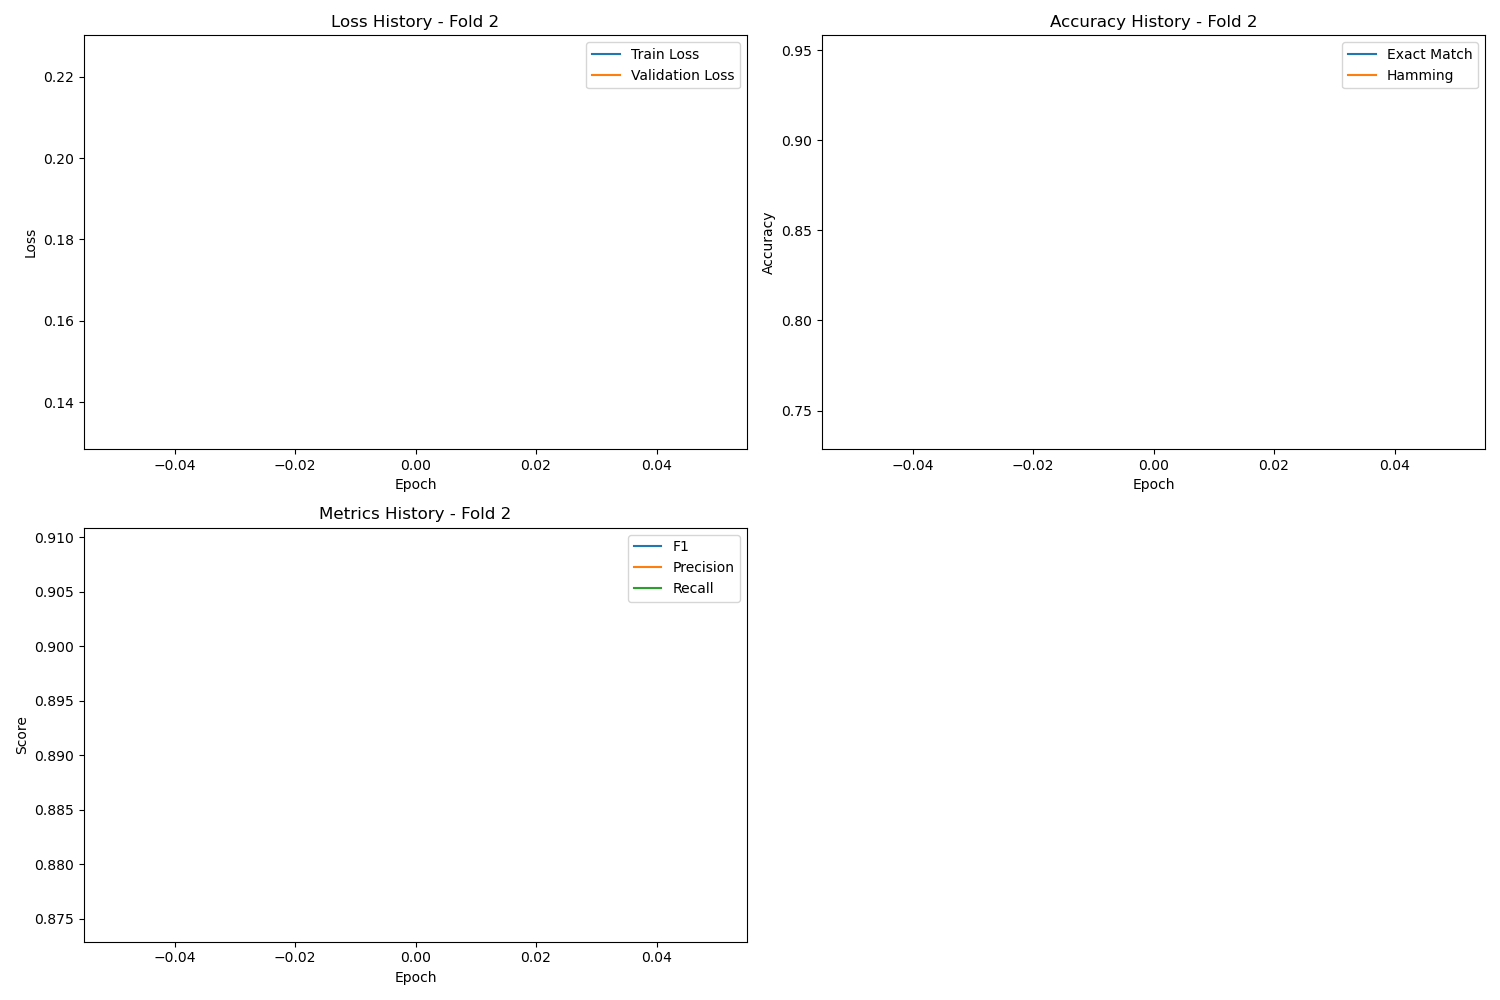 Loss History - Fold 2
Train Loss
Validation Loss
0.22
0.20
0.18
0.16
0.14
Loss
−0.04 −0.02 0.00 0.02 0.04
Epoch
Accuracy History - Fold 2
Exact Match
Hamming
0.95
0.90
0.85
0.80
0.75
Accuracy
−0.04 −0.02 0.00 0.02 0.04
Epoch
Metrics History - Fold 2
F1
Precision
Recall
0.910
0.905
0.900
0.895
0.890
0.885
0.880
0.875
Score
−0.04 −0.02 0.00 0.02 0.04
Epoch